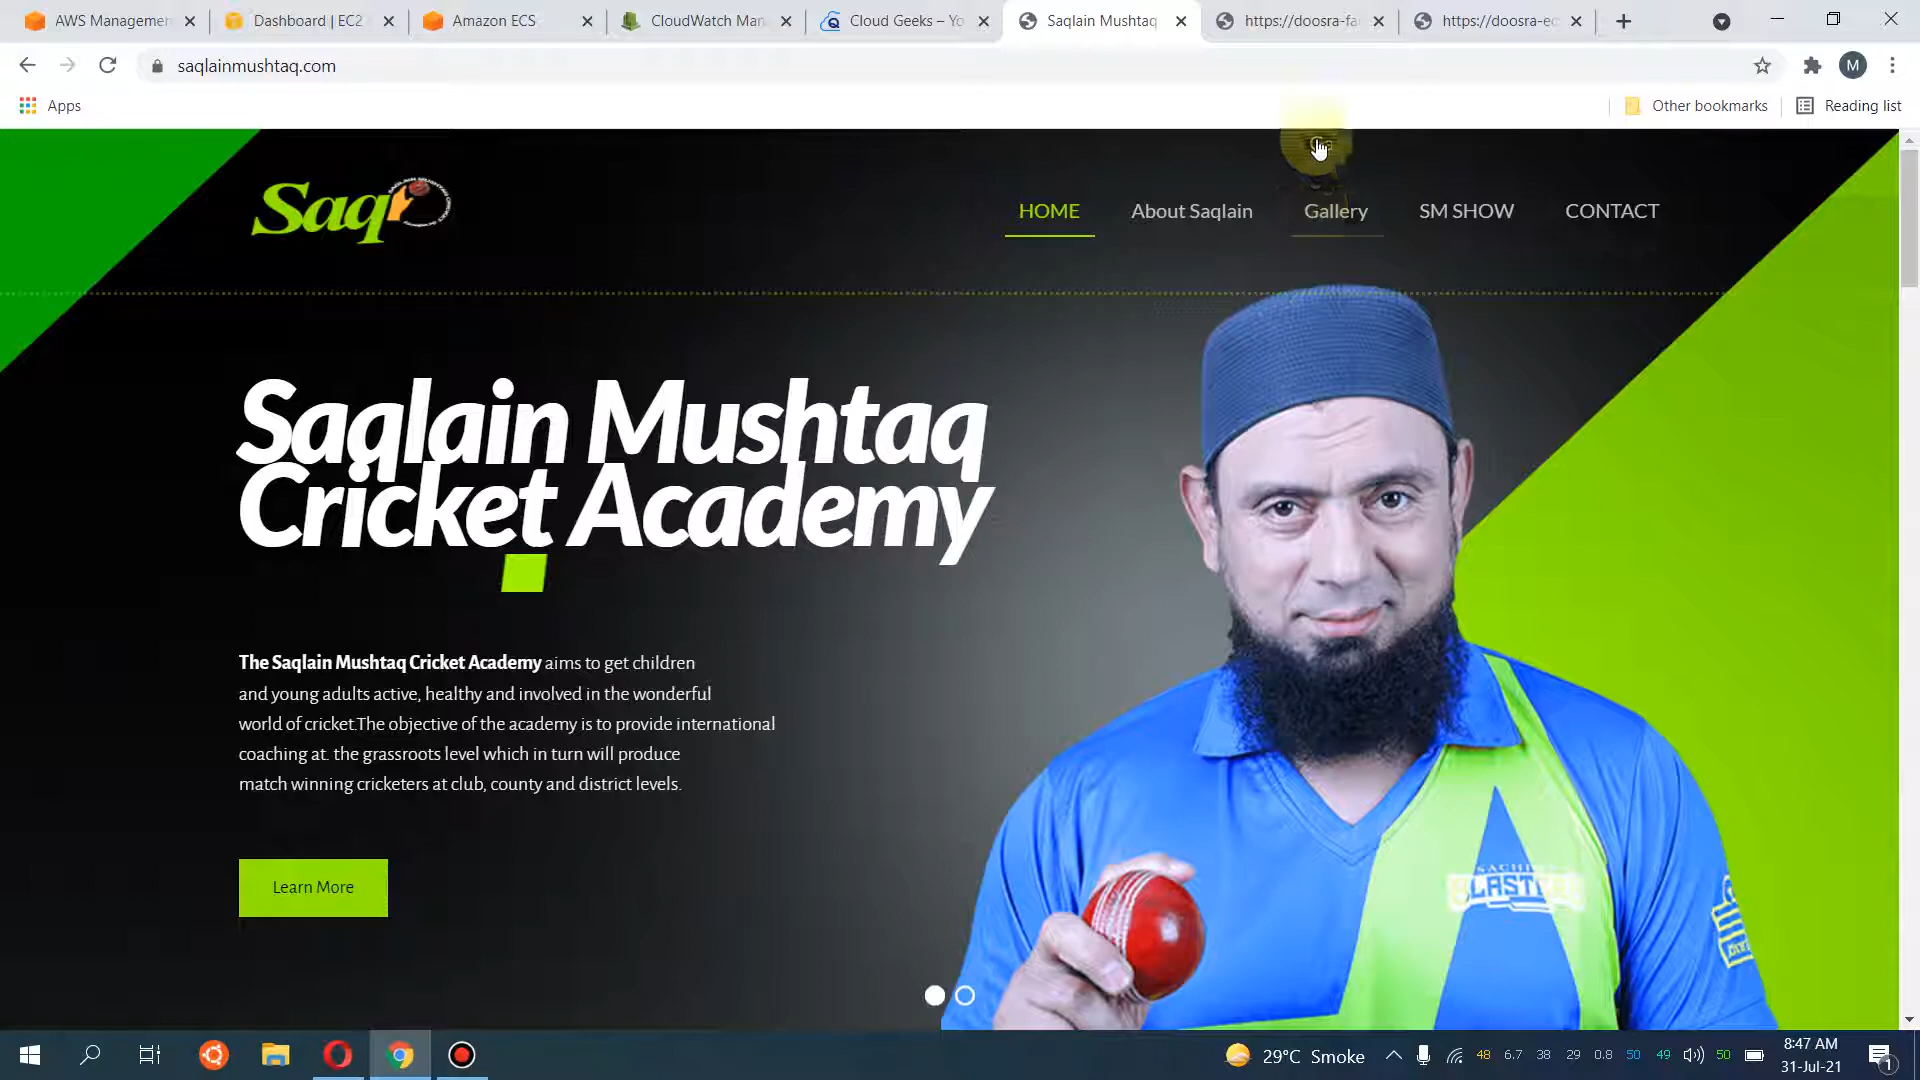 AWS Managemen
Dashboard | EC2
Amazon ECS
CloudWatch Man
Cloud Geeks – Yo
Saqlain Mushtaq
https://doosra-fa
https://doosra-ec
saqlainmushtaq.com
M
Apps
Other bookmarks
Reading list
Saq
HOME
About Saqlain
Gallery
SM SHOW
CONTACT
Saqlain Mushtaq
Cricket Academy
The Saqlain Mushtaq Cricket Academy aims to get children
and young adults active, healthy and involved in the wonderful
world of cricket.The objective of the academy is to provide international
coaching at. the grassroots level which in turn will produce
match winning cricketers at club, county and district levels.
Learn More
29°C Smoke
48 6.7 38 29 0.8 50 49 50
8:47 AM
31-Jul-21
1